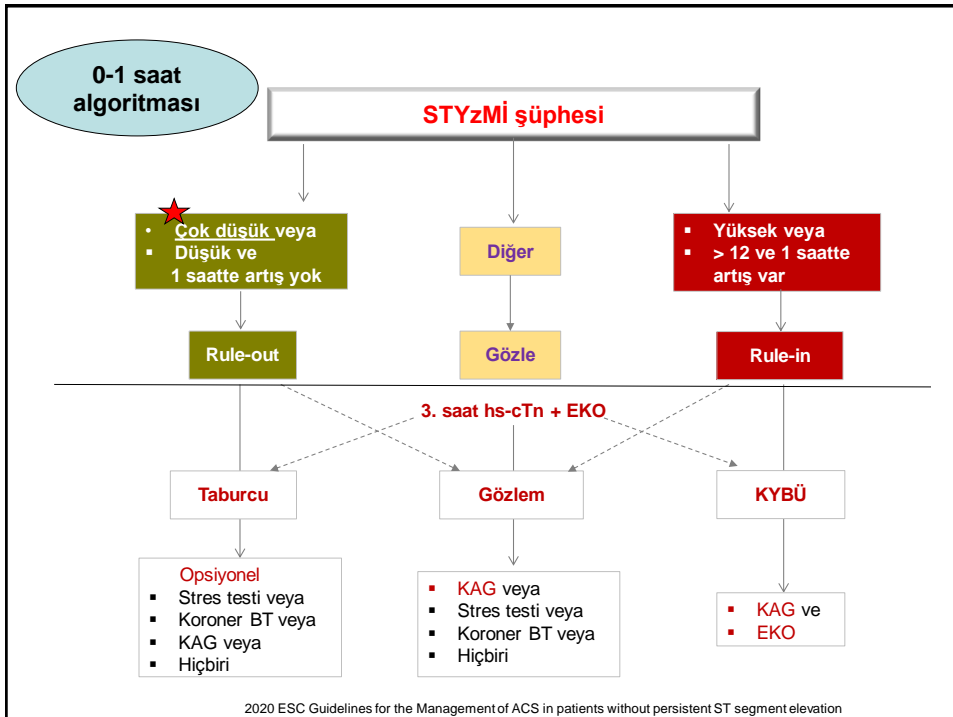 0-1 saat
algoritması
STYzMİ şüphesi
• Çok düşük veya
▪ Düşük ve
1 saatte artış yok
Diğer
▪ Yüksek veya
▪ > 12 ve 1 saatte
artış var
Rule-out
Gözle
Rule-in
3. saat hs-cTn + EKO
Taburcu
Gözlem
KYBÜ
Opsiyonel
▪ Stres testi veya
▪ Koroner BT veya
▪ KAG veya
▪ Hiçbiri
▪ KAG veya
▪ Stres testi veya
▪ Koroner BT veya
▪ Hiçbiri
▪ KAG ve
▪ EKO
2020 ESC Guidelines for the Management of ACS in patients without persistent ST segment elevation